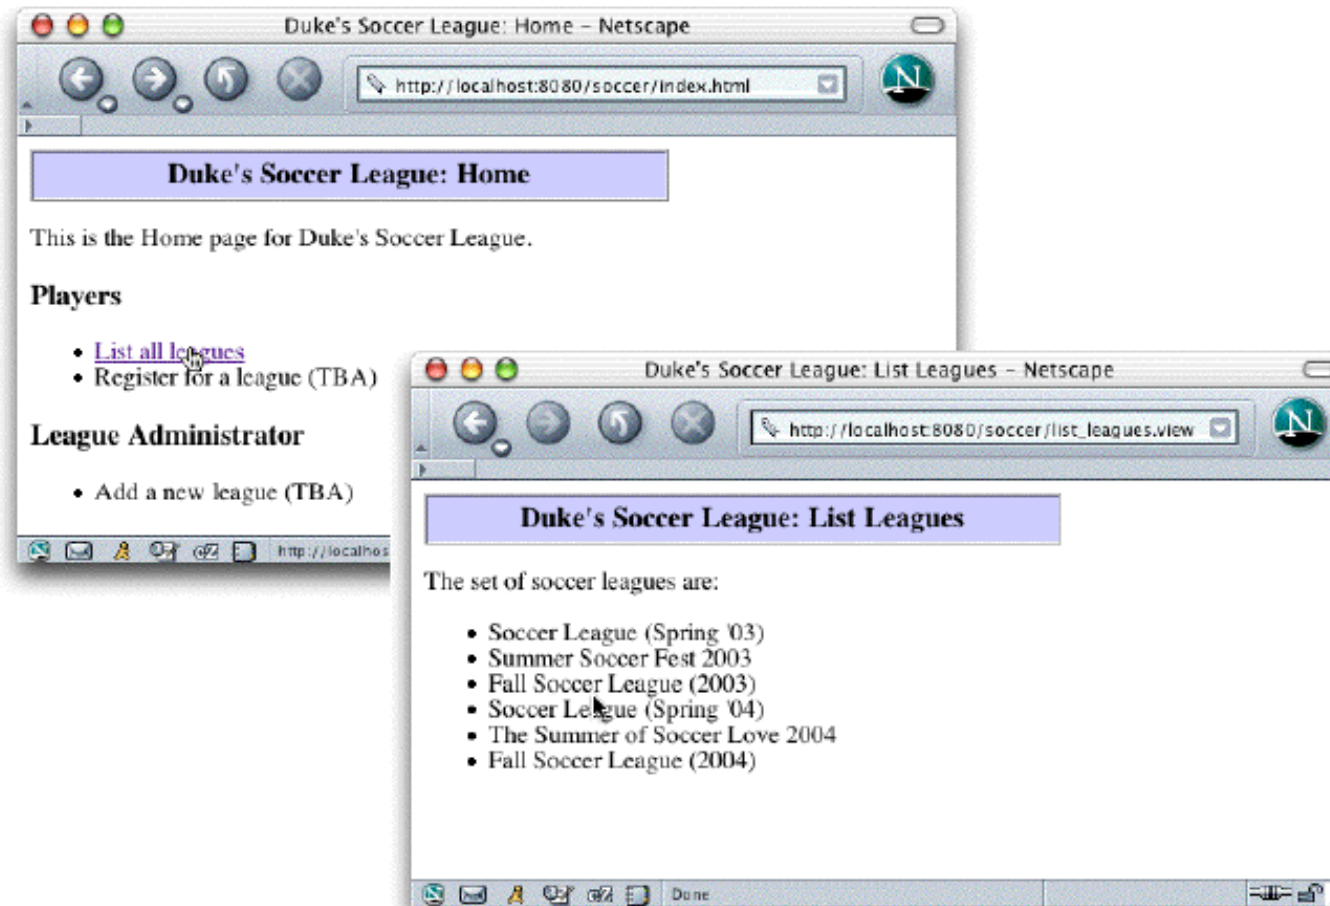 Duke's Soccer League: Home – Netscape
http://localhost:8080/soccer/index.html
N
Duke's Soccer League: Home
This is the Home page for Duke's Soccer League.
Players
• List all leagues
• Register for a league (TBA)
League Administrator
• Add a new league (TBA)
http://localhos
Duke's Soccer League: List Leagues – Netscape
http://localhost:8080/soccer/list_leagues.view
N
Duke's Soccer League: List Leagues
The set of soccer leagues are:
• Soccer League (Spring '03)
• Summer Soccer Fest 2003
• Fall Soccer League (2003)
• Soccer League (Spring '04)
• The Summer of Soccer Love 2004
• Fall Soccer League (2004)
Done